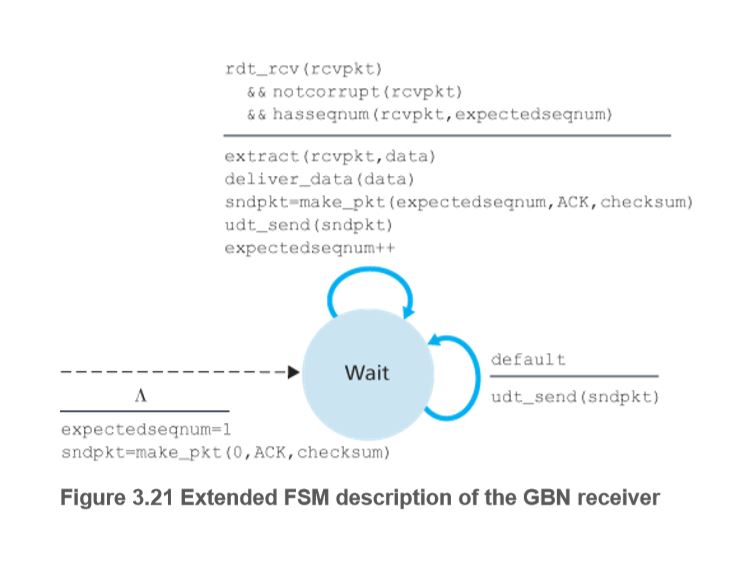 rdt_rcv(rcvpkt)
&& notcorrupt(rcvpkt)
&& hasseqnum(rcvpkt,expectedseqnum)
extract(rcvpkt,data)
deliver_data(data)
sndpkt=make_pkt(expectedseqnum,ACK,checksum)
udt_send(sndpkt)
expectedseqnum++
Wait
default
udt_send(sndpkt)
Λ
expectedseqnum=1
sndpkt=make_pkt(0,ACK,checksum)
Figure 3.21 Extended FSM description of the GBN receiver